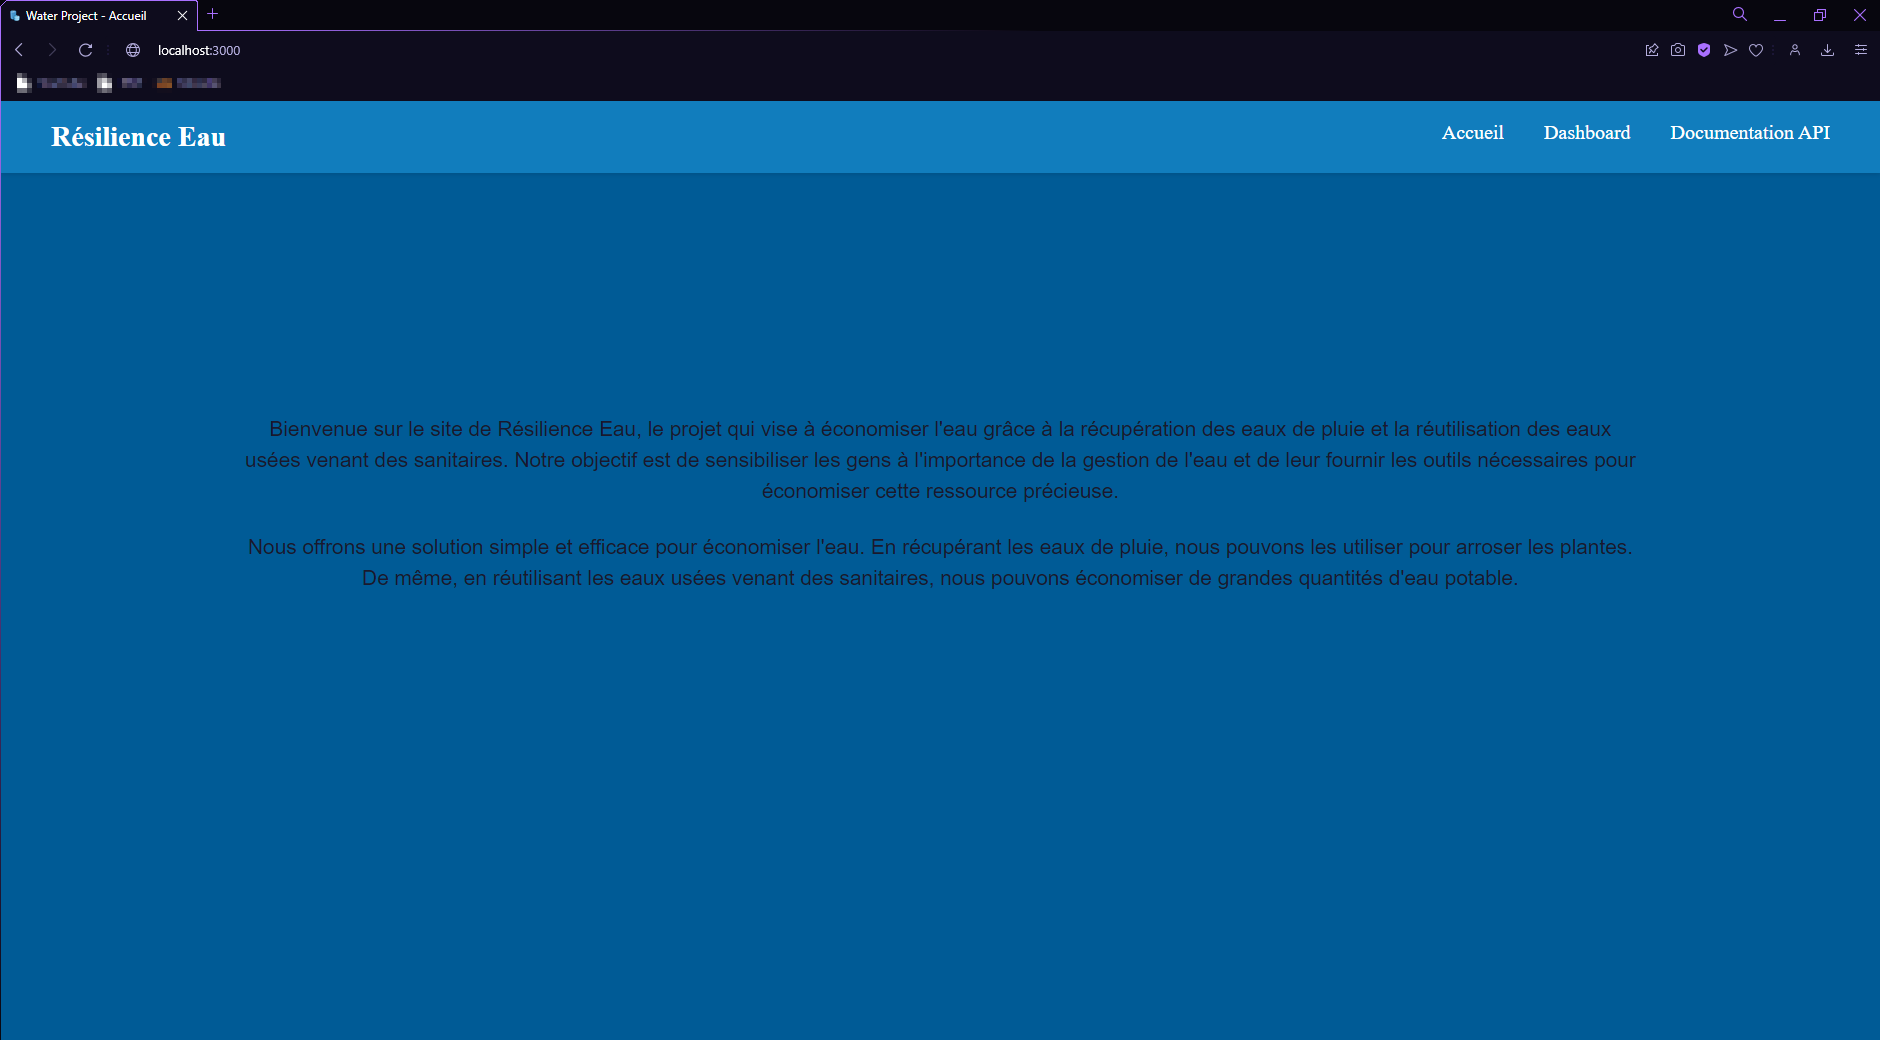 Water Project - Accueil
localhost:3000
Résilience Eau
Accueil
Dashboard
Documentation API
Bienvenue sur le site de Résilience Eau, le projet qui vise à économiser l'eau grâce à la récupération des eaux de pluie et la réutilisation des eaux
usées venant des sanitaires. Notre objectif est de sensibiliser les gens à l'importance de la gestion de l'eau et de leur fournir les outils nécessaires pour
économiser cette ressource précieuse.
Nous offrons une solution simple et efficace pour économiser l'eau. En récupérant les eaux de pluie, nous pouvons les utiliser pour arroser les plantes.
De même, en réutilisant les eaux usées venant des sanitaires, nous pouvons économiser de grandes quantités d'eau potable.